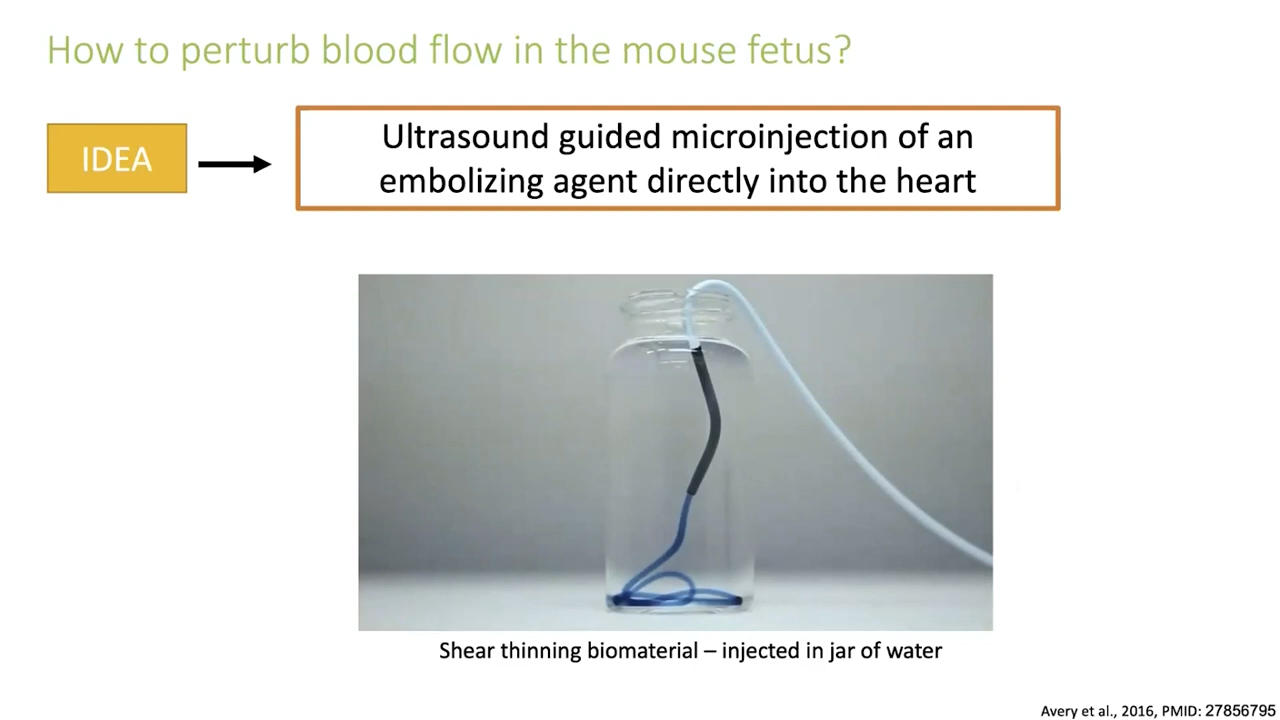 How to perturb blood flow in the mouse fetus?
IDEA
Ultrasound guided microinjection of an
embolizing agent directly into the heart
Shear thinning biomaterial – injected in jar of water
Avery et al., 2016, PMID: 27856795